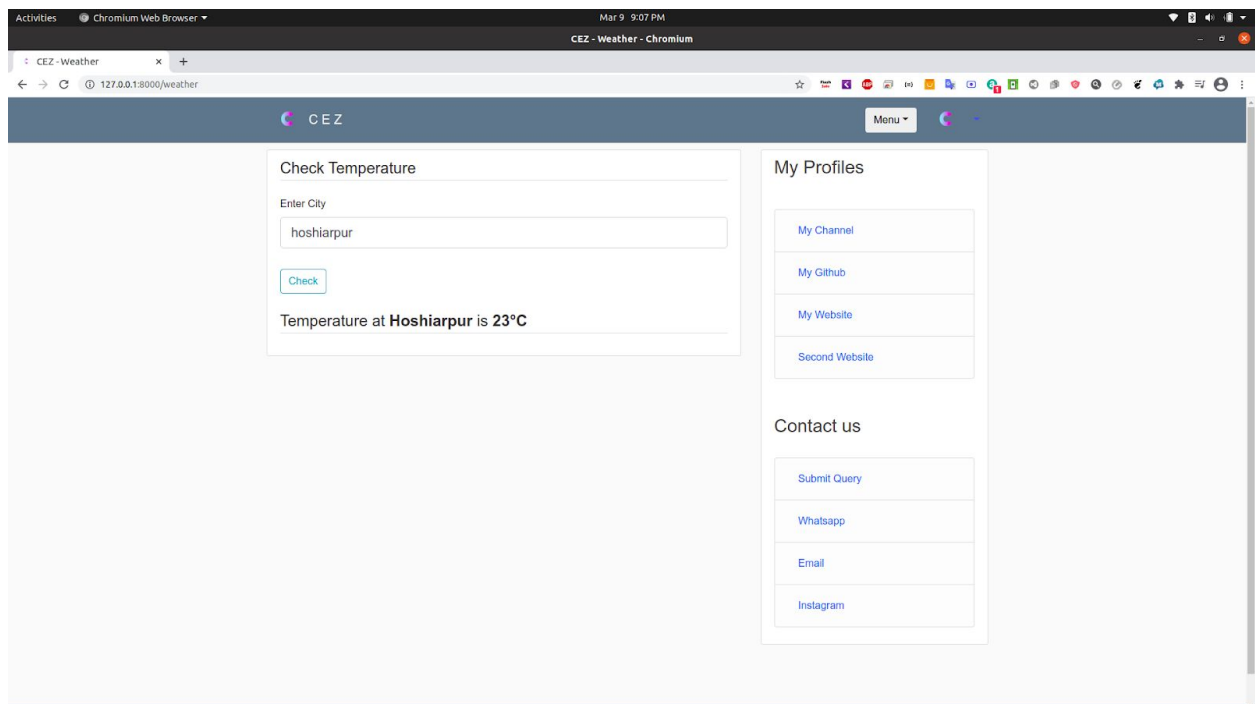 Activities Chromium Web Browser Mar 9 9:07 PM
CEZ - Weather - Chromium
CEZ - Weather
127.0.0.1:8000/weather
CEZ Menu
Check Temperature
Enter City
hoshiarpur
Check
Temperature at Hoshiarpur is 23°C
My Profiles
My Channel
My Github
My Website
Second Website
Contact us
Submit Query
Whatsapp
Email
Instagram